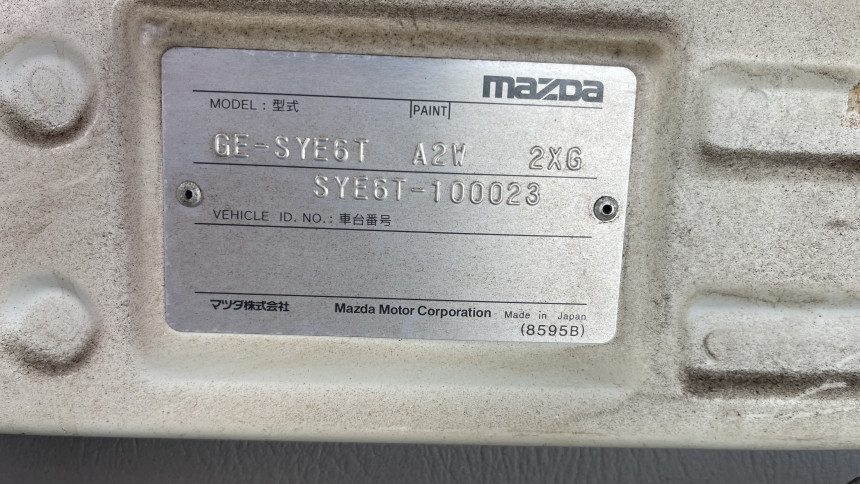 mazda
MODEL : 型式 PAINT
GE-SYE6T A2W 2XG
SYE6T-100023
VEHICLE ID. NO. : 車台番号
マツダ株式会社 Mazda Motor Corporation Made in Japan
(8595B)